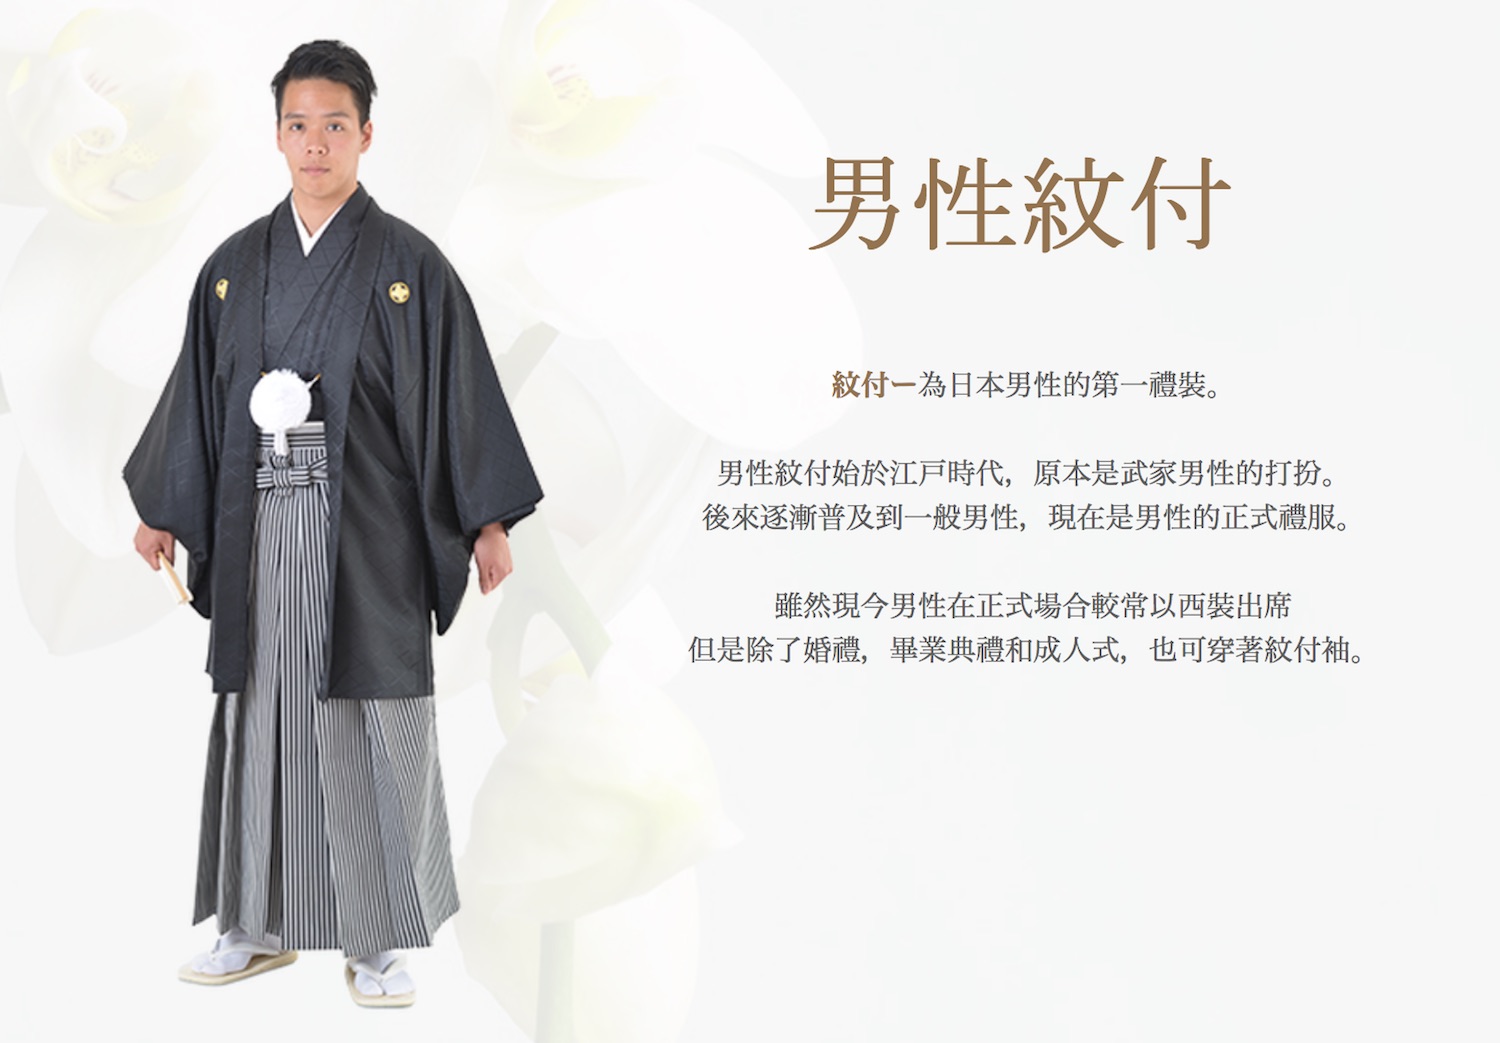 男性紋付
紋付ー為日本男性的第一禮裝。
男性紋付始於江戸時代，原本是武家男性的打扮。
後來逐漸普及到一般男性，現在是男性的正式禮服。
雖然現今男性在正式場合較常以西裝出席
但是除了婚禮，畢業典禮和成人式，也可穿著紋付袖。